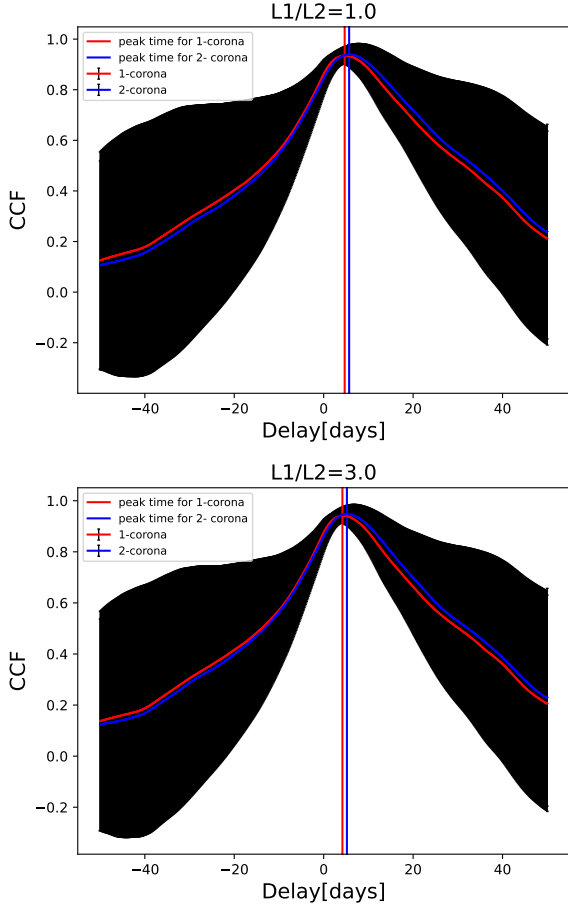 L1/L2=1.0
peak time for 1-corona
peak time for 2- corona
1-corona
2-corona
CCF
1.0
0.8
0.6
0.4
0.2
0.0
−0.2
−40
−20
0
20
40
Delay[days]
L1/L2=3.0
peak time for 1-corona
peak time for 2- corona
1-corona
2-corona
CCF
1.0
0.8
0.6
0.4
0.2
0.0
−0.2
−40
−20
0
20
40
Delay[days]